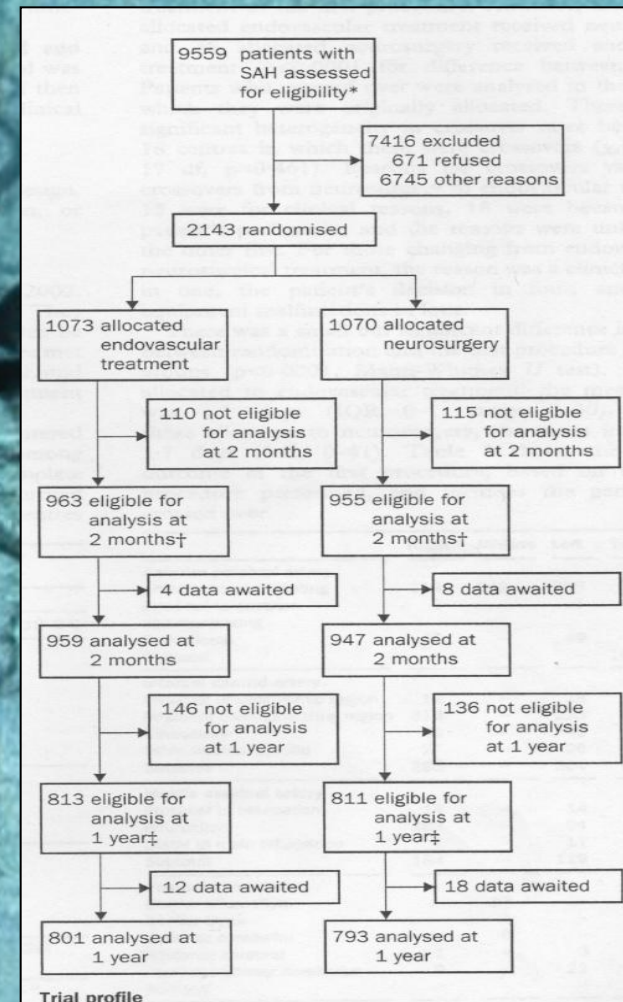 9559 patients with
SAH assessed
for eligibility*
7416 excluded
671 refused
6745 other reasons
2143 randomised
1073 allocated
endovascular
treatment
1070 allocated
neurosurgery
110 not eligible
for analysis
at 2 months
115 not eligible
for analysis
at 2 months
963 eligible for
analysis at
2 months†
955 eligible for
analysis at
2 months†
4 data awaited
8 data awaited
959 analysed at
2 months
947 analysed at
2 months
146 not eligible
for analysis
at 1 year
136 not eligible
for analysis
at 1 year
813 eligible for
analysis at
1 year‡
811 eligible for
analysis at
1 year‡
12 data awaited
18 data awaited
801 analysed at
1 year
793 analysed at
1 year
Trial profile